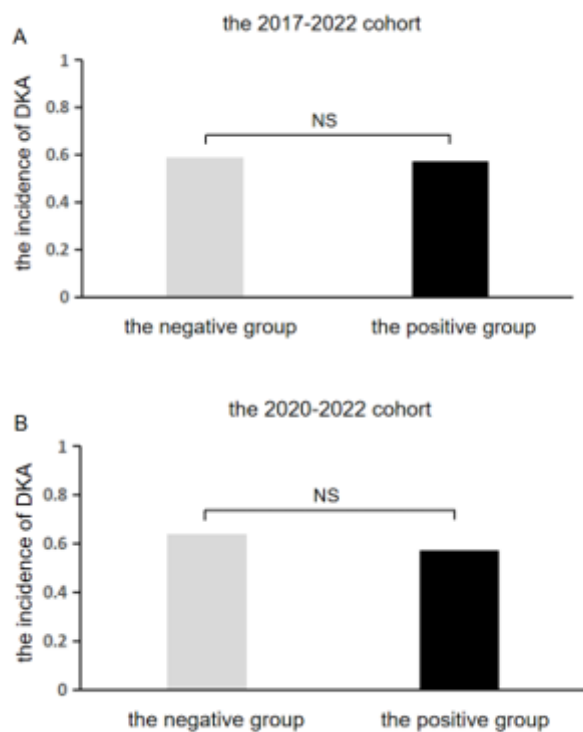 A
the 2017-2022 cohort
the incidence of DKA
1
0.8
0.6
0.4
0.2
0
NS
the negative group
the positive group
B
the 2020-2022 cohort
the incidence of DKA
1
0.8
0.6
0.4
0.2
0
NS
the negative group
the positive group